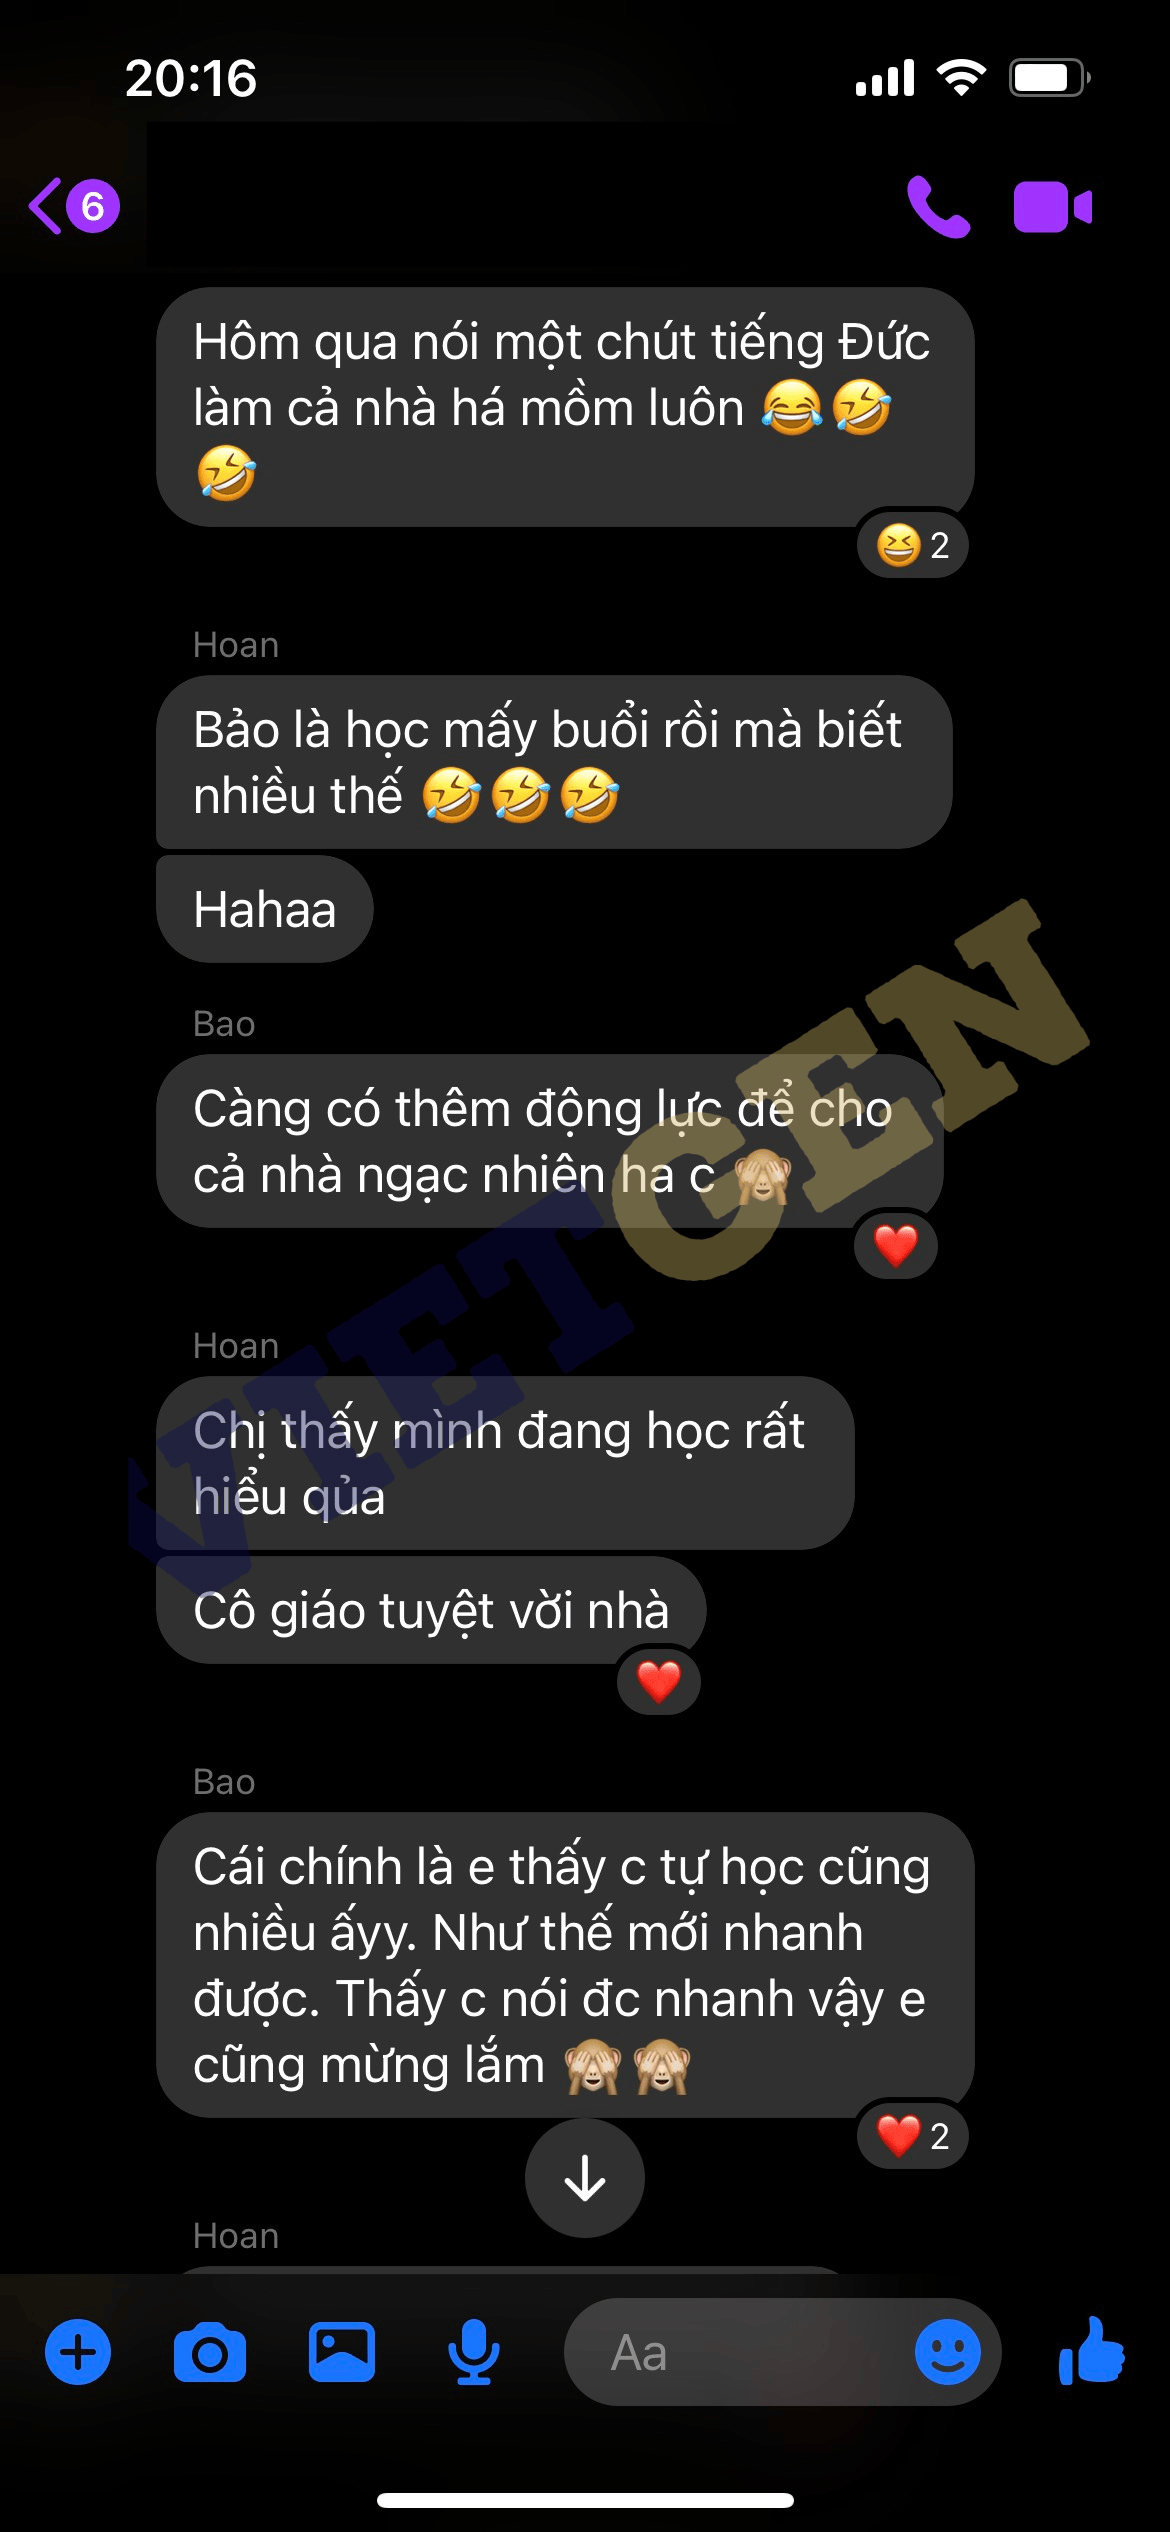 20:16
6
Hôm qua nói một chút tiếng Đức
làm cả nhà há mồm luôn 😂🤣
🤣
😆 2
Hoan
Bảo là học mấy buổi rồi mà biết
nhiều thế 🤣🤣🤣
Hahaa
Bao
Càng có thêm động lực để cho
cả nhà ngạc nhiên ha c 🙈
❤️
Hoan
Chị thấy mình đang học rất
hiểu qủa
Cô giáo tuyệt vời nhà
❤️
Bao
Cái chính là e thấy c tự học cũng
nhiều ấyy. Như thế mới nhanh
được. Thấy c nói đc nhanh vậy e
cũng mừng lắm 🙈🙈
❤️ 2
Hoan
Aa
VIETGEN